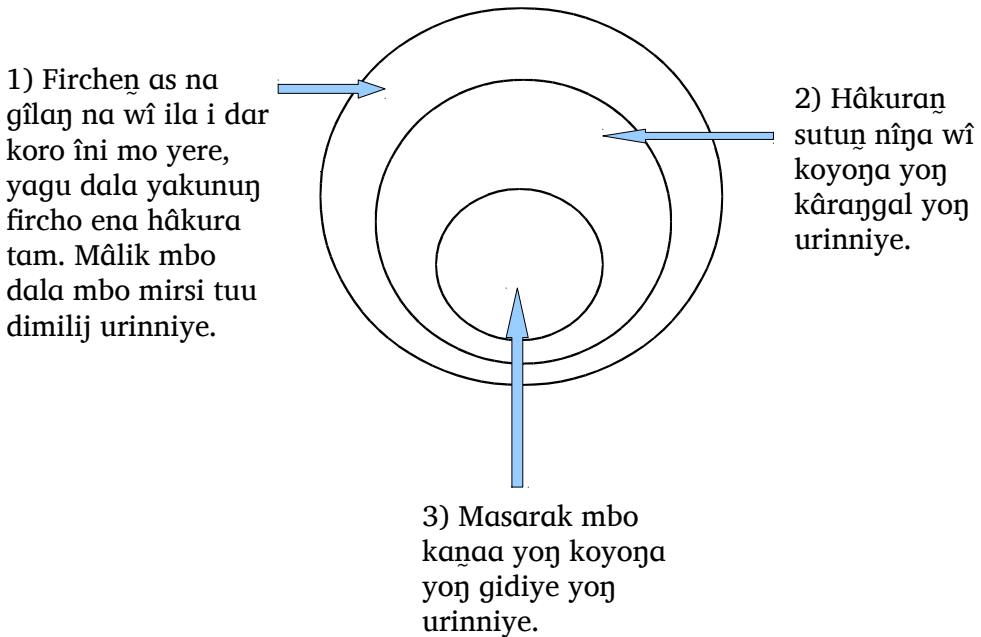 1) Firchen̰ as na
gîlaŋ na wî ila i dar
koro îni mo yere,
yagu dala yakunuŋ
fircho ena hâkura
tam. Mâlik mbo
dala mbo mirsi tuu
dimilij urinniye.
2) Hâkuran̰
sutun̰ nîŋa wî
koyoŋa yoŋ
kâraŋgal yoŋ
urinniye.
3) Masarak mbo
kan̰aa yoŋ koyoŋa
yoŋ gidiye yoŋ
urinniye.